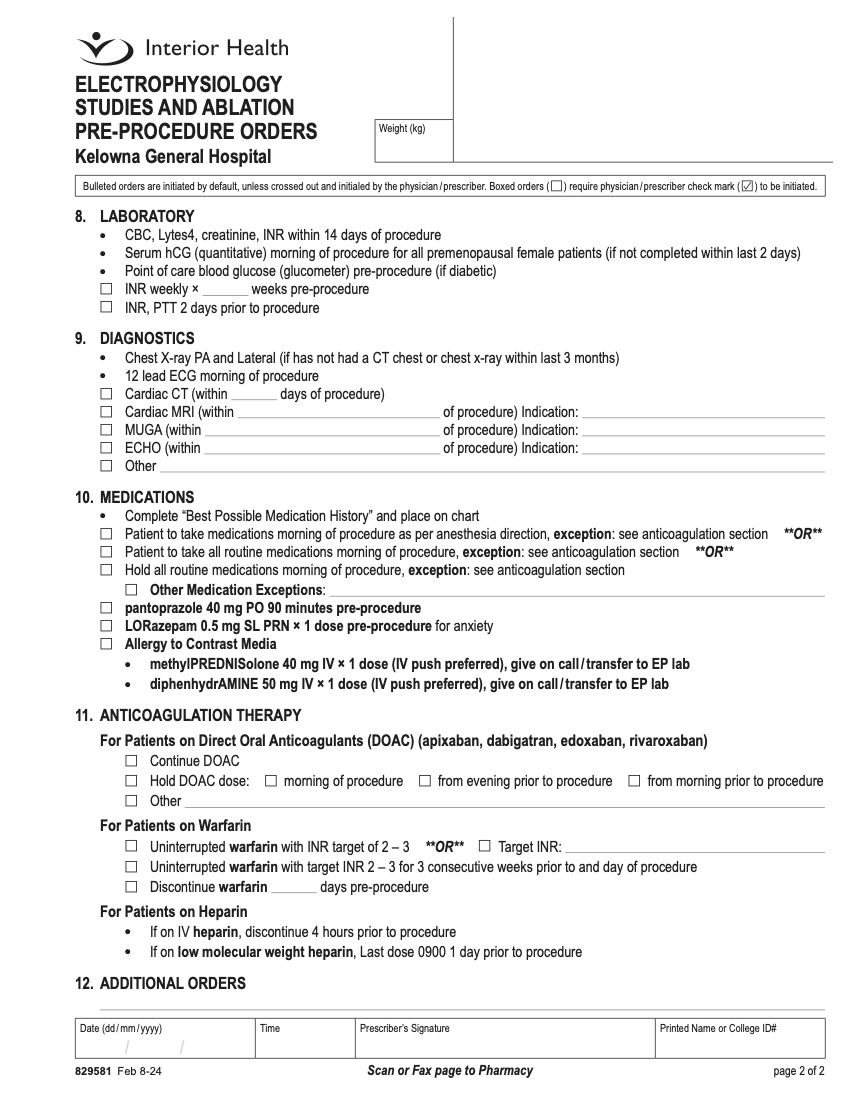 Interior Health
ELECTROPHYSIOLOGY
STUDIES AND ABLATION
PRE-PROCEDURE ORDERS
Kelowna General Hospital
Weight (kg)
Bulleted orders are initiated by default, unless crossed out and initialed by the physician/prescriber. Boxed orders (☐) require physician/prescriber check mark (☑) to be initiated.
8. LABORATORY
• CBC, Lytes4, creatinine, INR within 14 days of procedure
• Serum hCG (quantitative) morning of procedure for all premenopausal female patients (if not completed within last 2 days)
• Point of care blood glucose (glucometer) pre-procedure (if diabetic)
☐ INR weekly × ______ weeks pre-procedure
☐ INR, PTT 2 days prior to procedure
9. DIAGNOSTICS
• Chest X-ray PA and Lateral (if has not had a CT chest or chest x-ray within last 3 months)
• 12 lead ECG morning of procedure
☐ Cardiac CT (within ______ days of procedure)
☐ Cardiac MRI (within ______ of procedure) Indication: ______
☐ MUGA (within ______ of procedure) Indication: ______
☐ ECHO (within ______ of procedure) Indication: ______
☐ Other ______
10. MEDICATIONS
• Complete “Best Possible Medication History” and place on chart
☐ Patient to take medications morning of procedure as per anesthesia direction, exception: see anticoagulation section **OR**
☐ Patient to take all routine medications morning of procedure, exception: see anticoagulation section **OR**
☐ Hold all routine medications morning of procedure, exception: see anticoagulation section
☐ Other Medication Exceptions: ______
☐ pantoprazole 40 mg PO 90 minutes pre-procedure
☐ LORazepam 0.5 mg SL PRN × 1 dose pre-procedure for anxiety
☐ Allergy to Contrast Media
• methylPREDNISolone 40 mg IV × 1 dose (IV push preferred), give on call/transfer to EP lab
• diphenhydrAMINE 50 mg IV × 1 dose (IV push preferred), give on call/transfer to EP lab
11. ANTICOAGULATION THERAPY
For Patients on Direct Oral Anticoagulants (DOAC) (apixaban, dabigatran, edoxaban, rivaroxaban)
☐ Continue DOAC
☐ Hold DOAC dose: ☐ morning of procedure ☐ from evening prior to procedure ☐ from morning prior to procedure
☐ Other ______
For Patients on Warfarin
☐ Uninterrupted warfarin with INR target of 2 – 3 **OR** ☐ Target INR: ______
☐ Uninterrupted warfarin with target INR 2 – 3 for 3 consecutive weeks prior to and day of procedure
☐ Discontinue warfarin ______ days pre-procedure
For Patients on Heparin
• If on IV heparin, discontinue 4 hours prior to procedure
• If on low molecular weight heparin, Last dose 0900 1 day prior to procedure
12. ADDITIONAL ORDERS
Date (dd/mm/yyyy) Time Prescriber’s Signature Printed Name or College ID#
/ /
829581 Feb 8-24 Scan or Fax page to Pharmacy page 2 of 2